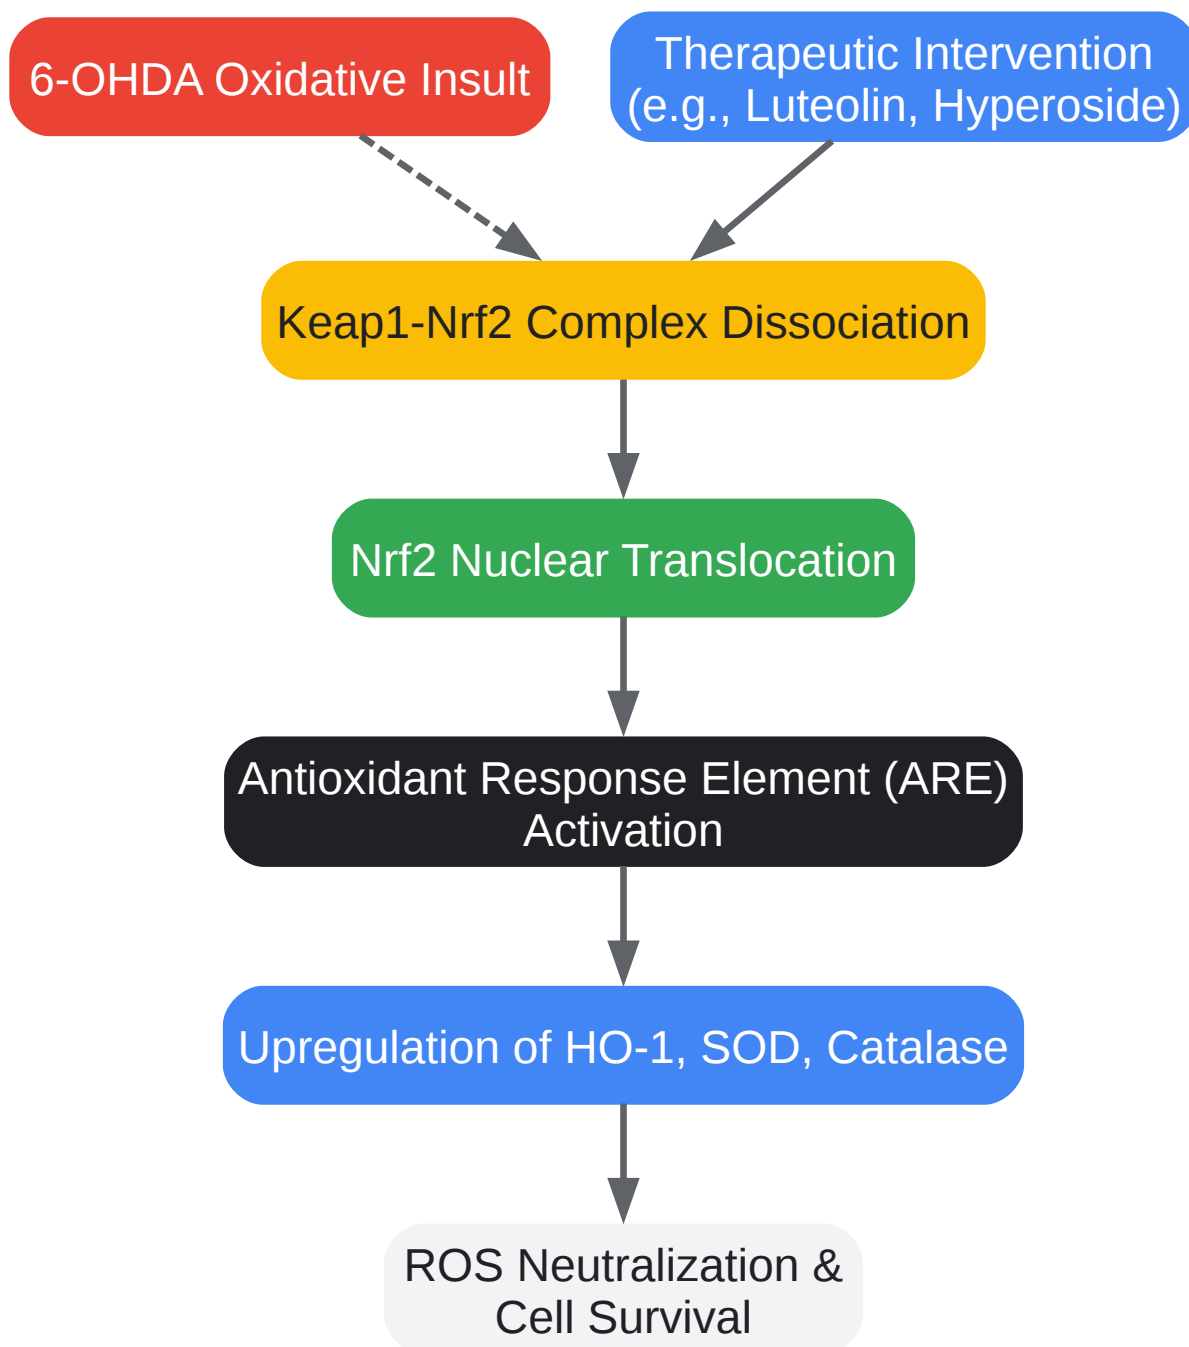 6-OHDA Oxidative Insult
Therapeutic Intervention
(e.g., Luteolin, Hyperoside)
Keap1-Nrf2 Complex Dissociation
Nrf2 Nuclear Translocation
Antioxidant Response Element (ARE)
Activation
Upregulation of HO-1, SOD, Catalase
ROS Neutralization &
Cell Survival